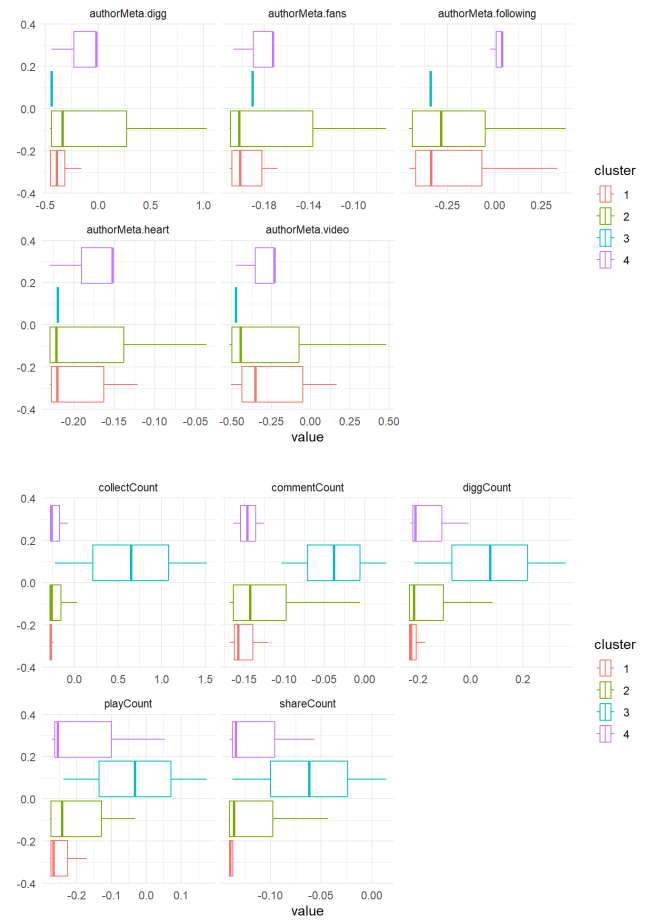 authorMeta.digg authorMeta.fans authorMeta.following
0.4
0.2
0.0
-0.2
-0.4
-0.5 0.0 0.5 1.0 -0.18 -0.14 -0.10 -0.25 0.00 0.25
authorMeta.heart authorMeta.video
0.4
0.2
0.0
-0.2
-0.4
-0.20 -0.15 -0.10 -0.05 -0.50 -0.25 0.00 0.25 0.50
value
cluster
1
2
3
4
collectCount commentCount diggCount
0.4
0.2
0.0
-0.2
-0.4
0.0 0.5 1.0 1.5 -0.15 -0.10 -0.05 0.00 -0.2 0.0 0.2
playCount shareCount
0.4
0.2
0.0
-0.2
-0.4
-0.2 -0.1 0.0 0.1 -0.10 -0.05 0.00
value
cluster
1
2
3
4